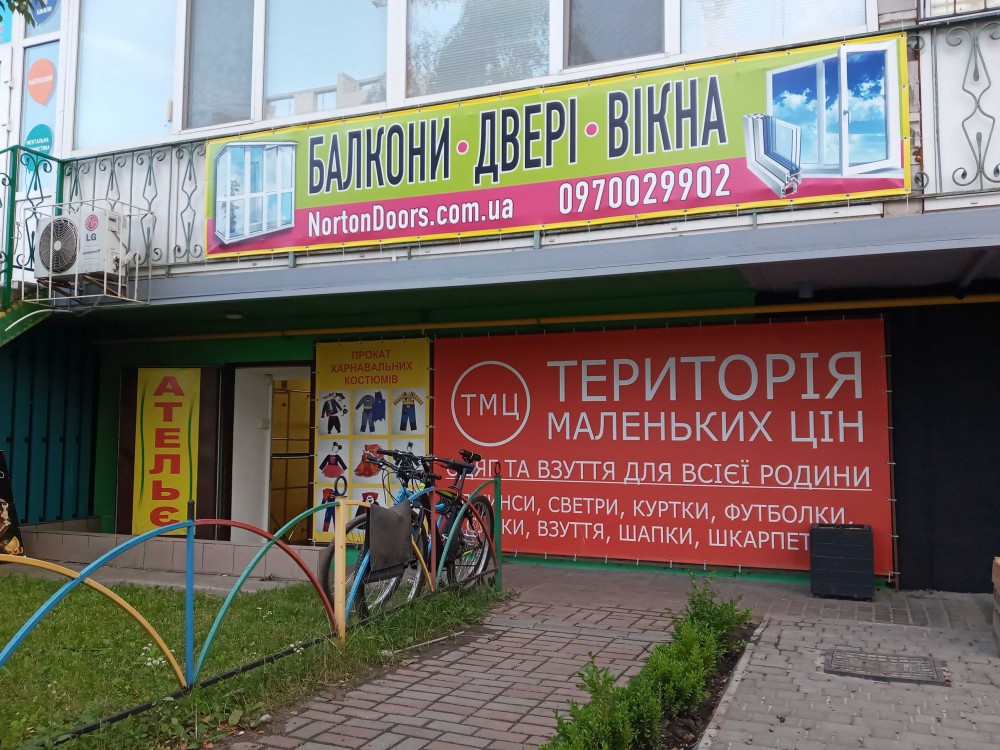 БАЛКОНИ · ДВЕРІ · ВІКНА
NortonDoors.com.ua 0970029902
LG
АТЕЛЬЄ
ПРОКАТ
КАРНАВАЛЬНИХ
КОСТЮМІВ
ТМЦ
ТЕРИТОРІЯ
МАЛЕНЬКИХ ЦІН
ТА ВЗУТТЯ ДЛЯ ВСІЄЇ РОДИНИ
СВЕТРИ, КУРТКИ, ФУТБОЛКИ,
ВЗУТТЯ, ШАПКИ,